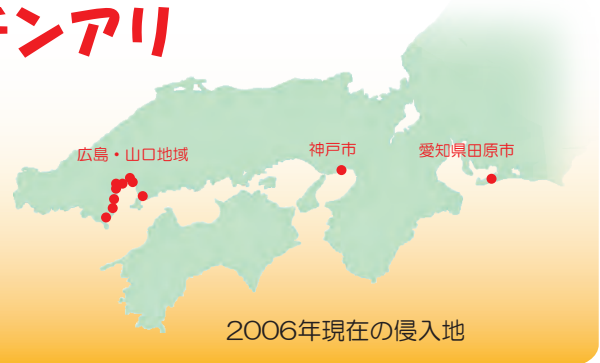 チンアリ
広島・山口地域
神戸市
愛知県田原市
2006年現在の侵入地